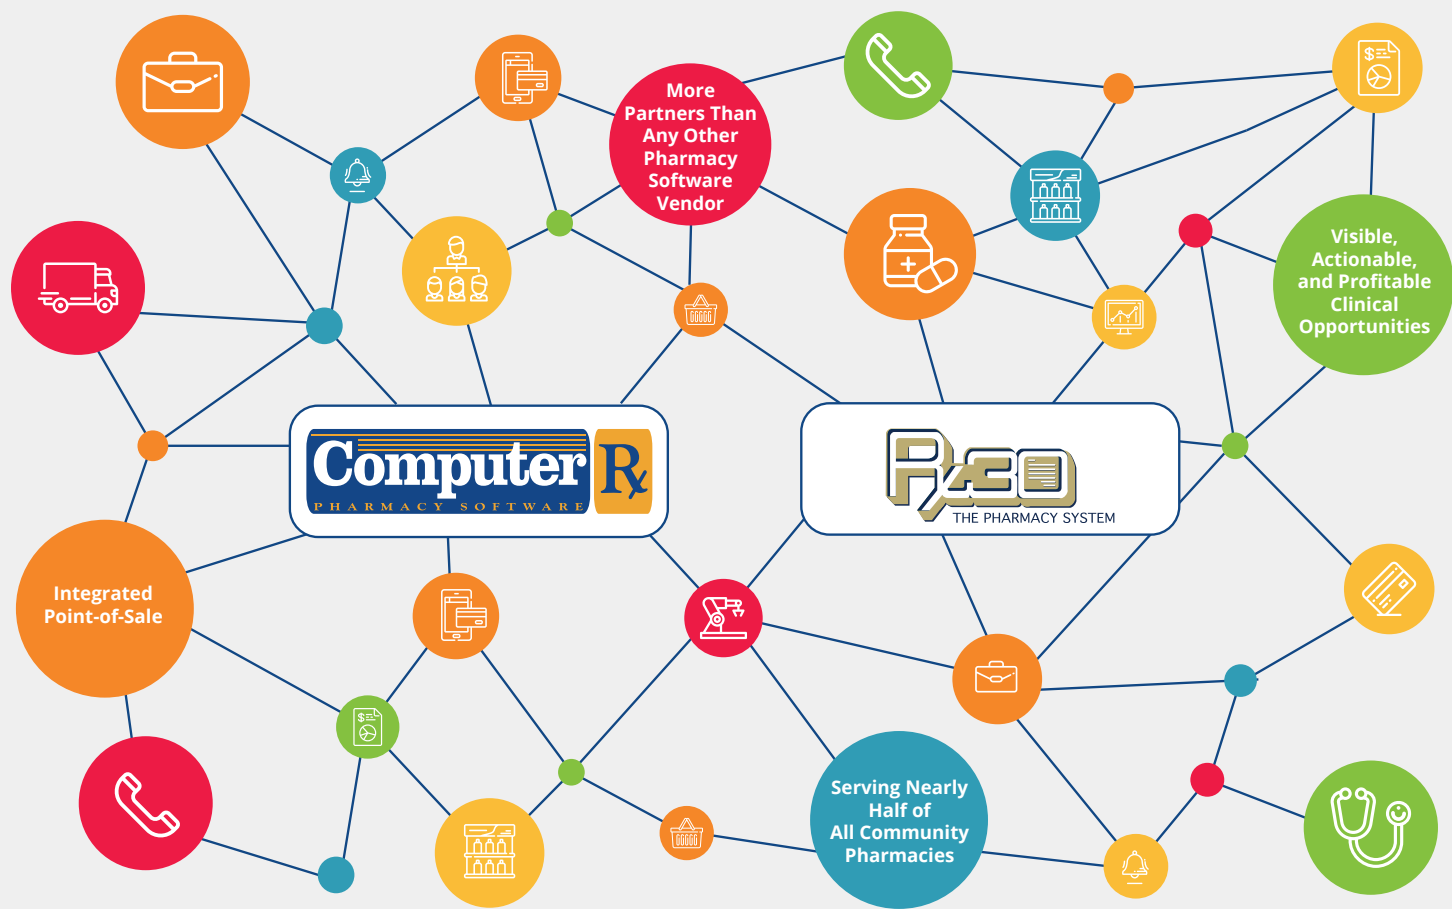 More
Partners Than
Any Other
Pharmacy
Software
Vendor
Visible,
Actionable,
and Profitable
Clinical
Opportunities
Computer Rx
PHARMACY SOFTWARE
Rx30
THE PHARMACY SYSTEM
Integrated
Point-of-Sale
Serving Nearly
Half of
All Community
Pharmacies